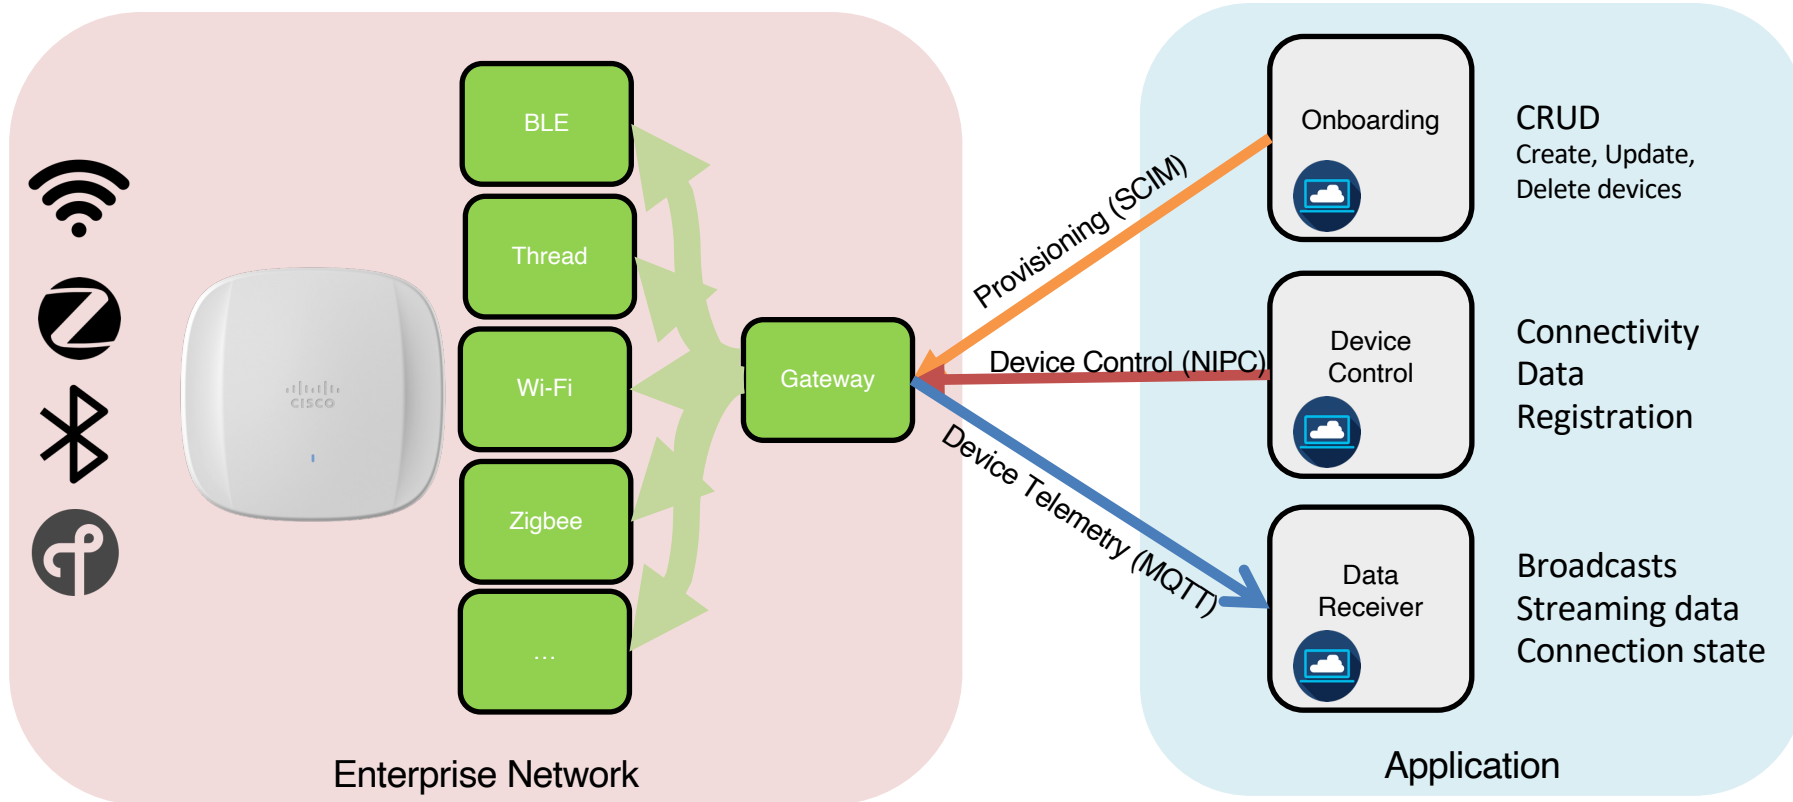 BLE
Thread
Wi-Fi
Zigbee
...
CISCO
Gateway
Enterprise Network
Provisioning (SCIM)
Device Control (NIPC)
Device Telemetry (MQTT)
Onboarding
CRUD
Create, Update,
Delete devices
Device
Control
Connectivity
Data
Registration
Data
Receiver
Broadcasts
Streaming data
Connection state
Application